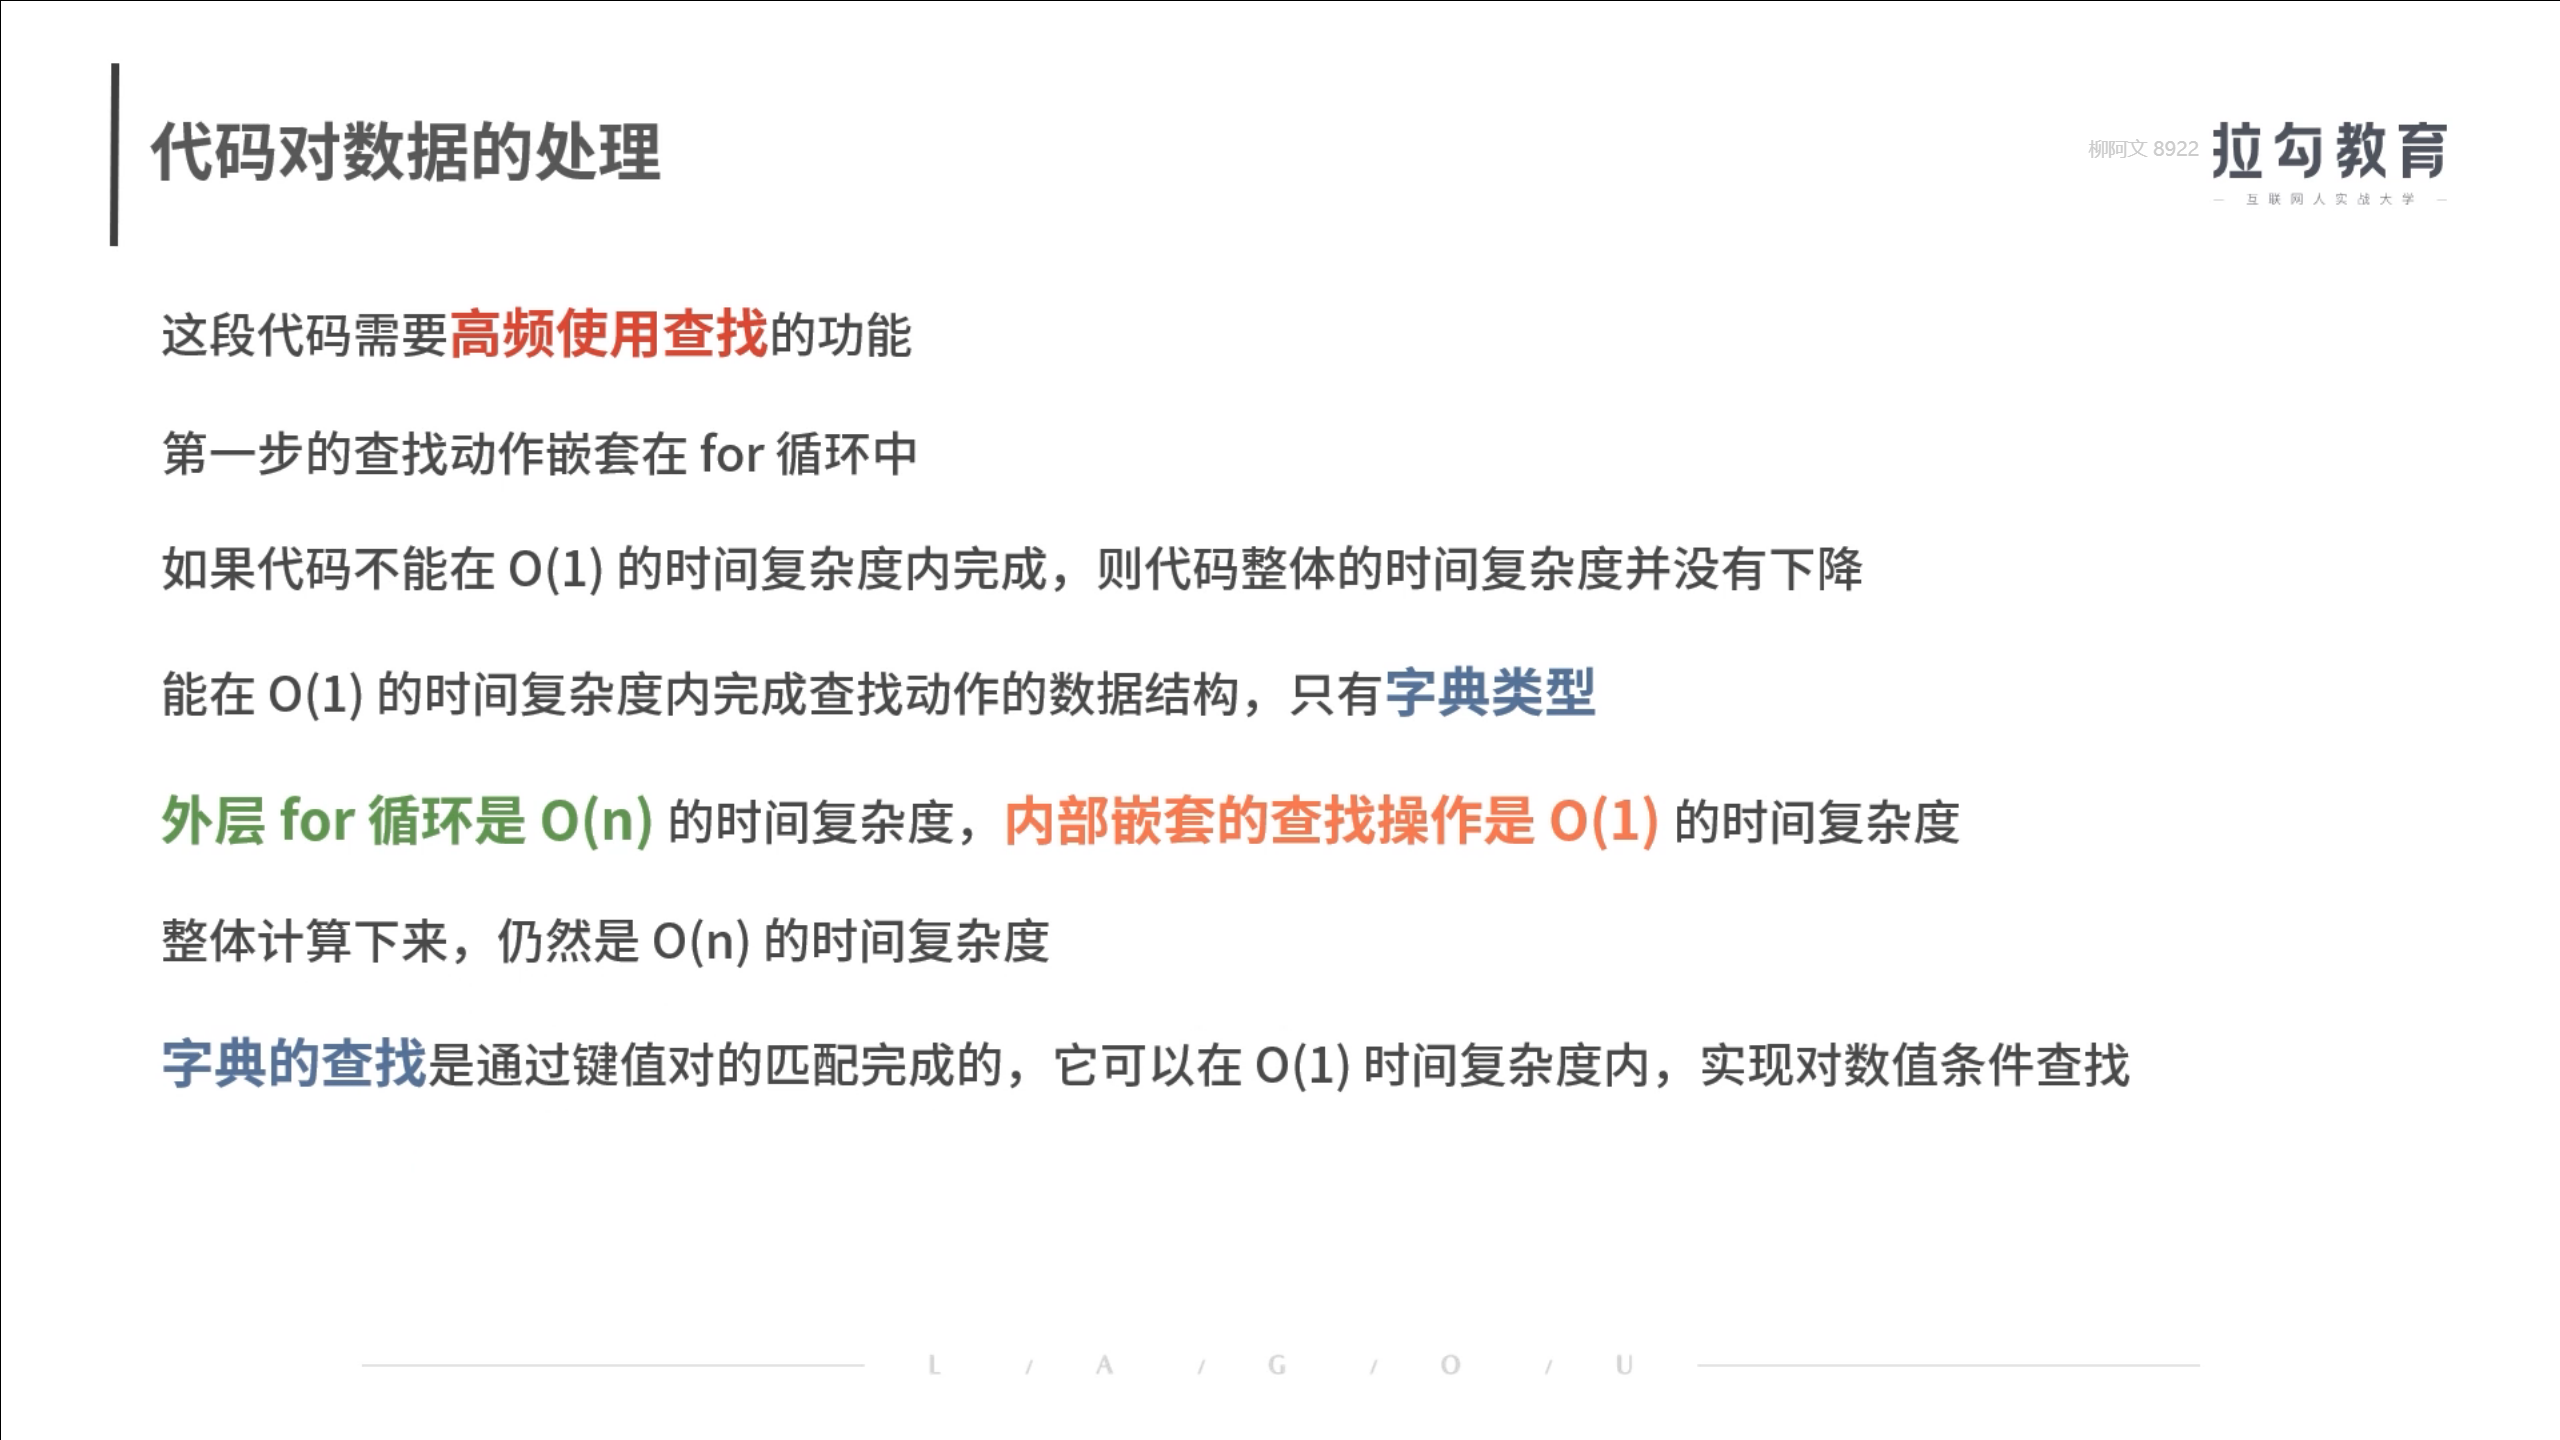 代码对数据的处理
柳阿文 8922
拉勾教育
— 互联网人实战大学 —
这段代码需要高频使用查找的功能
第一步的查找动作嵌套在 for 循环中
如果代码不能在 O(1) 的时间复杂度内完成，则代码整体的时间复杂度并没有下降
能在 O(1) 的时间复杂度内完成查找动作的数据结构，只有字典类型
外层 for 循环是 O(n) 的时间复杂度，内部嵌套的查找操作是 O(1) 的时间复杂度
整体计算下来，仍然是 O(n) 的时间复杂度
字典的查找是通过键值对的匹配完成的，它可以在 O(1) 时间复杂度内，实现对数值条件查找
L / A / G / O / U